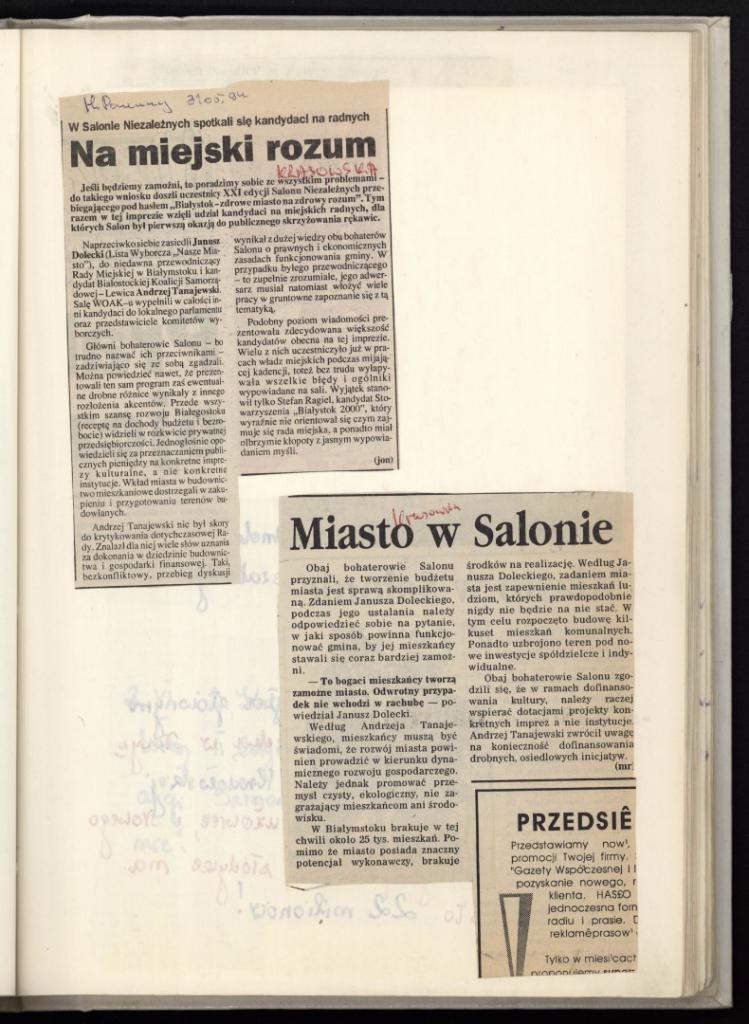 31.05.94
W Salonie Niezależnych spotkali się kandydaci na radnych
Na miejski rozum
KRASOWSKA
Jeśli będziemy zamożni, to poradzimy sobie ze wszystkim problemami –
do takiego wniosku doszli uczestnicy XXI edycji Salonu Niezależnych prze-
biegającego pod hasłem „Białystok – zdrowe miasto na zdrowy rozum". Tym
razem w tej imprezie wzięli udział kandydaci na miejskich radnych, dla
których Salon był pierwszą okazją do publicznego skrzyżowania rękawic.
Naprzeciwko siebie zasiedli Janusz
Dolecki (Lista Wyborcza „Nasze Mia-
sto"), do niedawna przewodniczący
Rady Miejskiej w Białymstoku i kan-
dydat Białostockiej Koalicji Samorzą-
dowej – Lewica Andrzej Tanajewski.
Salę WOAK-u wypełnili w całości in-
ni kandydaci do lokalnego parlamentu
oraz przedstawiciele komitetów wy-
borczych.
Główni bohaterowie Salonu – bo
trudno nazwać ich przeciwnikami –
zadziwiająco się ze sobą zgadzali.
Można powiedzieć nawet, że prezen-
towali ten sam program zaś ewentual-
ne drobne różnice wynikały z innego
rozłożenia akcentów. Przede wszy-
stkim szansę rozwoju Białegostoku
(receptę na dochody budżetu i bezro-
bocie) widzieli w rozkwicie prywatnej
przedsiębiorczości. Jednogłośnie opo-
wiedzieli się za przeznaczaniem publi-
cznych pieniędzy na konkretne impre-
zy kulturalne, a nie konkretne
instytucje. Wkład miasta w budownic-
two mieszkaniowe dostrzegali w zaku-
pieniu i przygotowaniu terenów bu-
dowlanych.
Andrzej Tanajewski nie był skory
do krytykowania dotychczasowej Ra-
dy. Znalazł dla niej wiele słów uznania
za dokonania w dziedzinie budownic-
twa i gospodarki finansowej. Taki,
bezkonfliktowy, przebieg dyskusji
wynikał z dużej wiedzy obu bohaterów
Salonu o prawnych i ekonomicznych
zasadach funkcjonowania gminy. W
przypadku byłego przewodniczącego
– to zupełnie zrozumiałe, jego adwer-
sarz musiał natomiast włożyć wiele
pracy w gruntowne zapoznanie się z tą
tematyką.
Podobny poziom wiadomości pre-
zentowała zdecydowana większość
kandydatów obecna na tej imprezie.
Wielu z nich uczestniczyło już w pra-
cach władz miejskich podczas mijają-
cej kadencji, toteż bez trudu wyłapy-
wała wszelkie błędy i ogólniki
wypowiadane na sali. Wyjątek stano-
wił tylko Stefan Ragiel, kandydat Sto-
warzyszenia „Białystok 2000", który
wyraźnie nie orientował się czym zaj-
muje się rada miejska, a ponadto miał
olbrzymie kłopoty z jasnym wypowia-
daniem myśli.
(jon)
Krasowska
Miasto w Salonie
Obaj bohaterowie Salonu
przyznali, że tworzenie budżetu
miasta jest sprawą skomplikowa-
ną. Zdaniem Janusza Doleckiego,
podczas jego ustalania należy
odpowiedzieć sobie na pytanie,
w jaki sposób powinna funkcjo-
nować gmina, by jej mieszkańcy
stawali się coraz bardziej zamoż-
ni.
— To bogaci mieszkańcy tworzą
zamożne miasto. Odwrotny przypa-
dek nie wchodzi w rachubę — po-
wiedział Janusz Dolecki.
Według Andrzeja Tanaje-
wskiego, mieszkańcy muszą być
świadomi, że rozwój miasta powi-
nien prowadzić w kierunku dyna-
micznego rozwoju gospodarczego.
Należy jednak promować prze-
mysł czysty, ekologiczny, nie za-
grażający mieszkańcom ani środo-
wisku.
W Białymstoku brakuje w tej
chwili około 25 tys. mieszkań. Po-
mimo że miasto posiada znaczny
potencjał wykonawczy, brakuje
środków na realizację. Według Ja-
nusza Doleckiego, zadaniem mia-
sta jest zapewnienie mieszkań lu-
dziom, których prawdopodobnie
nigdy nie będzie na nie stać. W
tym celu rozpoczęto budowę kil-
kuset mieszkań komunalnych.
Ponadto uzbrojono teren pod no-
we inwestycje spółdzielcze i indy-
widualne.
Obaj bohaterowie Salonu zgo-
dzili się, że w ramach dofinanso-
wania kultury, należy raczej
wspierać dotacjami projekty kon-
kretnych imprez a nie instytucje.
Andrzej Tanajewski zwrócił uwagę
na konieczność dofinansowania
drobnych, osiedlowych inicjatyw.
(mr
PRZEDSIÊ
Przedstawiamy now¹,
promocji Twojej firmy.
"Gazety Współczesnej i
pozyskanie nowego, r
klienta. HAS£O
jednoczesna forn
radiu i prasie. D
reklamêprasow¹
Tylko w miesi¹cach
proponujemy